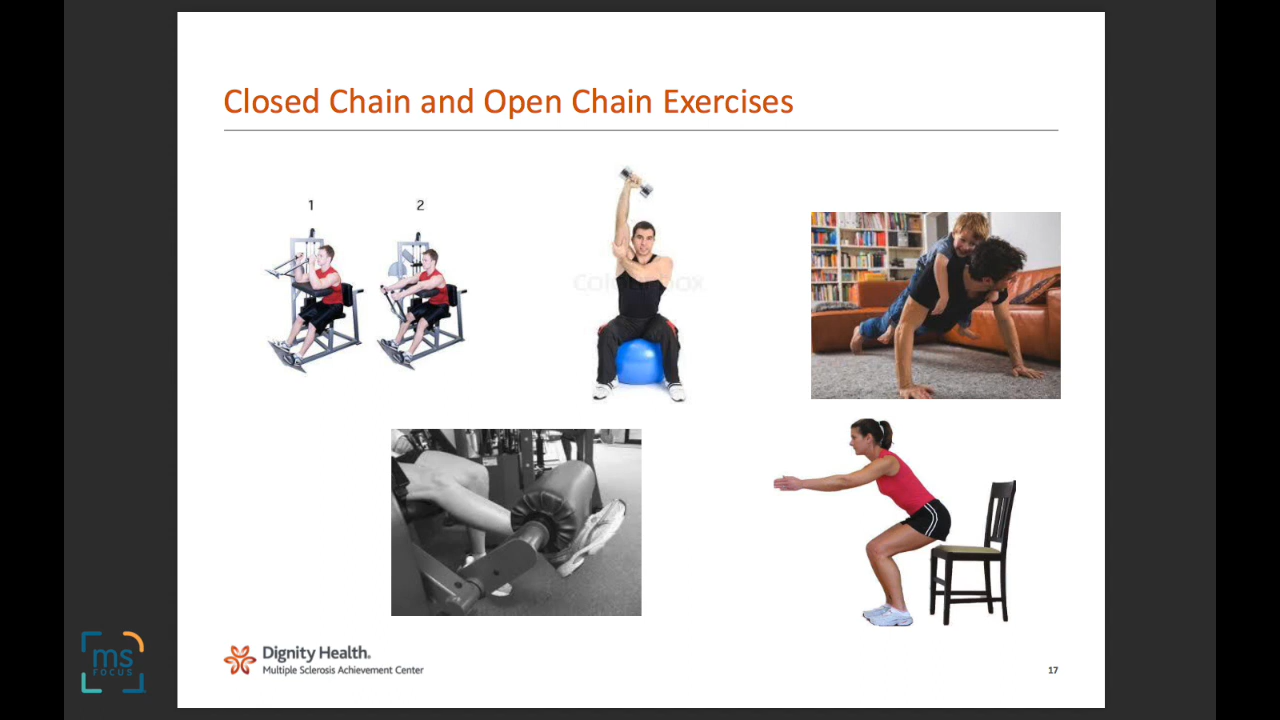 Closed Chain and Open Chain Exercises
1
2
Dignity Health.
Multiple Sclerosis Achievement Center
17
ms
FOCUS